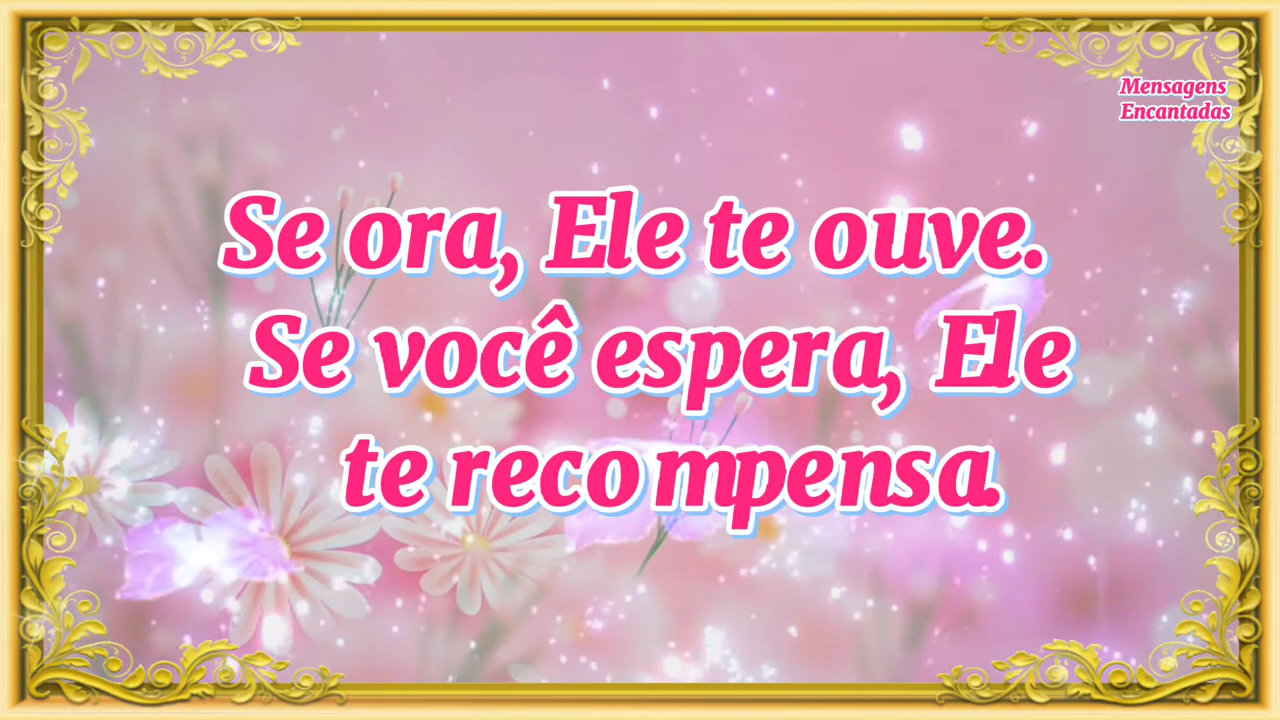 Mensagens
Encantadas
Se ora, Ele te ouve.
Se você espera, Ele
te recompensa.